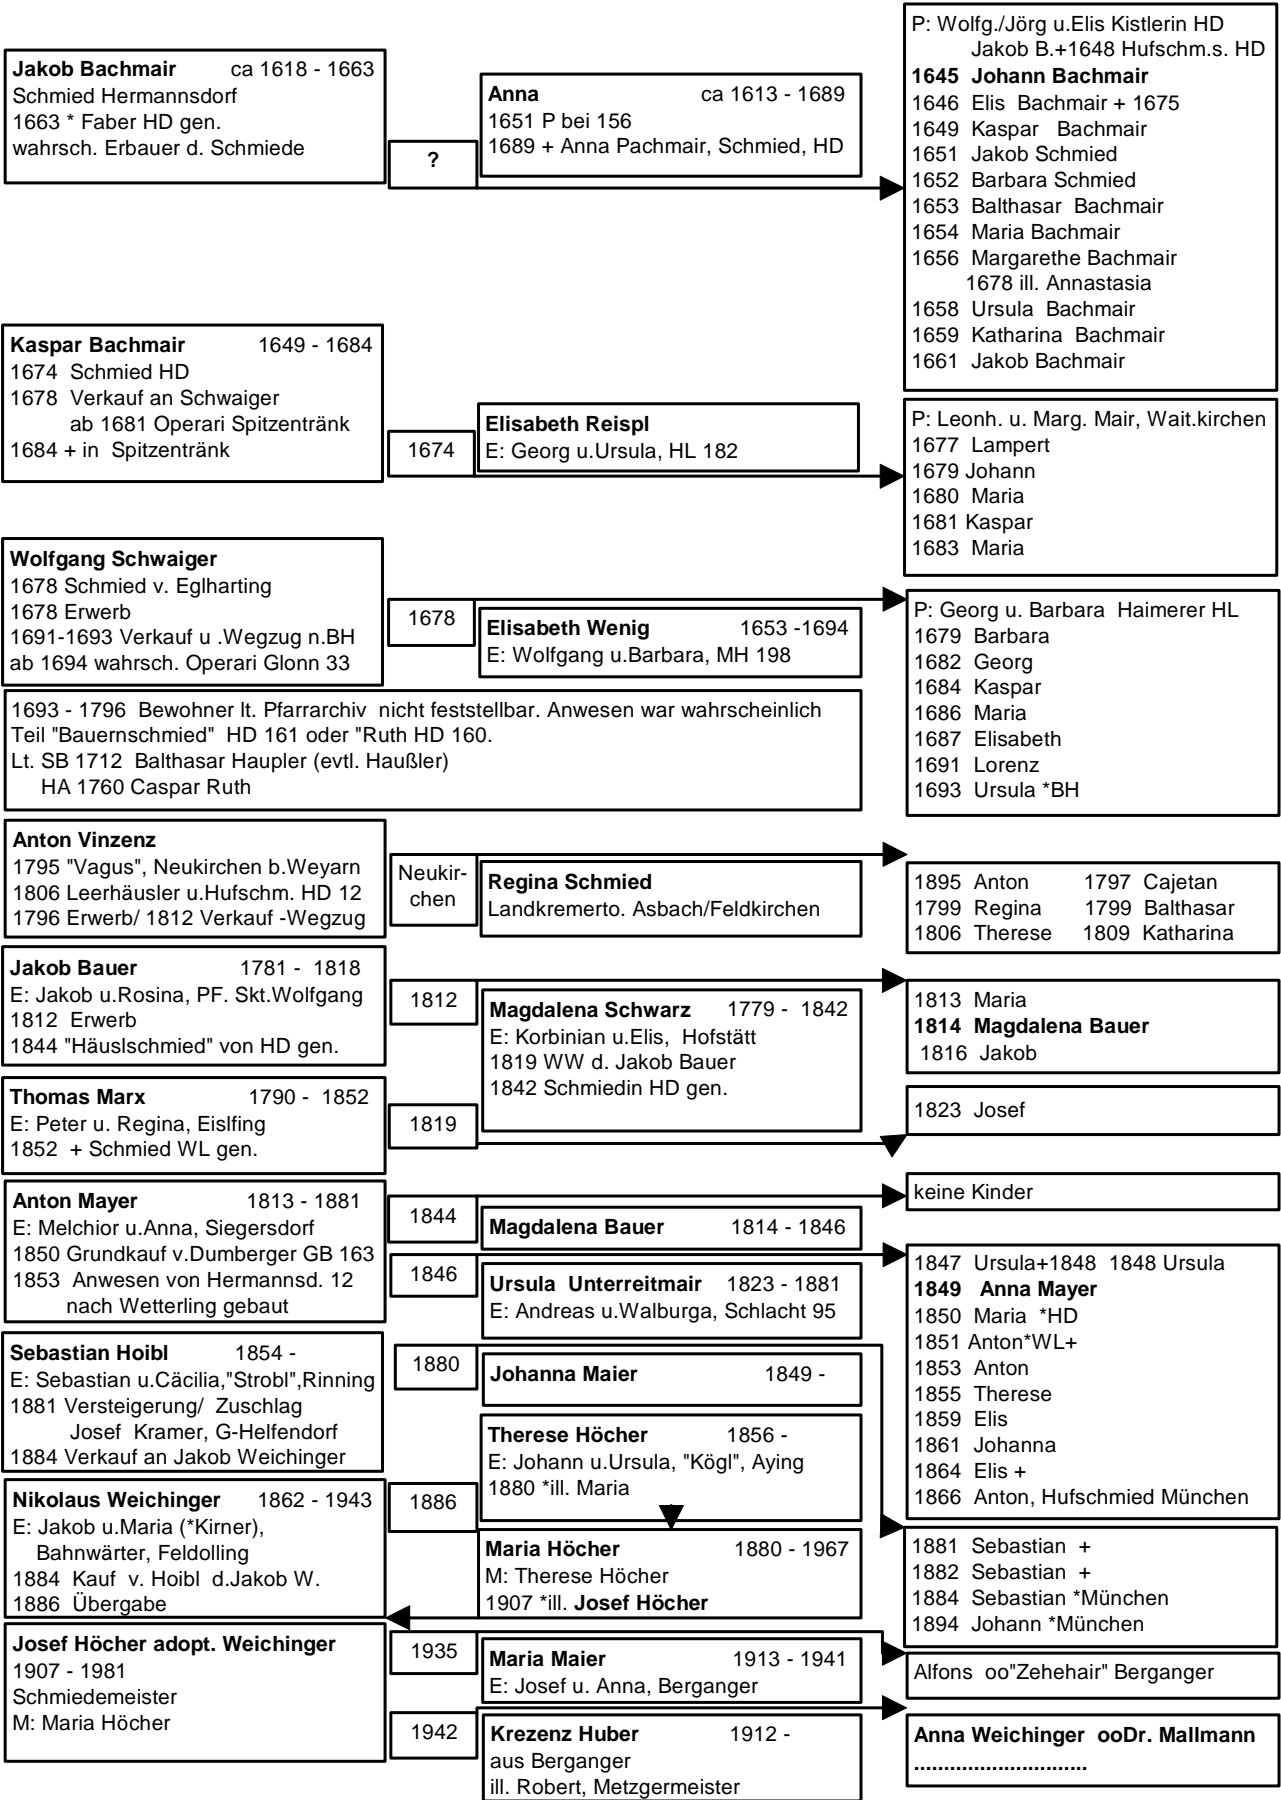 Jakob Bachmair ca 1618 - 1663
Schmied Hermannsdorf
1663 * Faber HD gen.
wahrsch. Erbauer d. Schmiede
?
Anna ca 1613 - 1689
1651 P bei 156
1689 + Anna Pachmair, Schmied, HD
P: Wolfg./Jörg u.Elis Kistlerin HD
Jakob B.+1648 Hufschm.s. HD
1645 Johann Bachmair
1646 Elis Bachmair + 1675
1649 Kaspar Bachmair
1651 Jakob Schmied
1652 Barbara Schmied
1653 Balthasar Bachmair
1654 Maria Bachmair
1656 Margarethe Bachmair
1678 ill. Annastasia
1658 Ursula Bachmair
1659 Katharina Bachmair
1661 Jakob Bachmair
Kaspar Bachmair 1649 - 1684
1674 Schmied HD
1678 Verkauf an Schwaiger
ab 1681 Operari Spitzentränk
1684 + in Spitzentränk
1674
Elisabeth Reispl
E: Georg u.Ursula, HL 182
P: Leonh. u. Marg. Mair, Wait.kirchen
1677 Lampert
1679 Johann
1680 Maria
1681 Kaspar
1683 Maria
Wolfgang Schwaiger
1678 Schmied v. Eglharting
1678 Erwerb
1691-1693 Verkauf u .Wegzug n.BH
ab 1694 wahrsch. Operari Glonn 33
1678
Elisabeth Wenig 1653 -1694
E: Wolfgang u.Barbara, MH 198
P: Georg u. Barbara Haimerer HL
1679 Barbara
1682 Georg
1684 Kaspar
1686 Maria
1687 Elisabeth
1691 Lorenz
1693 Ursula *BH
1693 - 1796 Bewohner lt. Pfarrarchiv nicht feststellbar. Anwesen war wahrscheinlich
Teil "Bauernschmied" HD 161 oder "Ruth HD 160.
Lt. SB 1712 Balthasar Haupler (evtl. Haußler)
HA 1760 Caspar Ruth
Anton Vinzenz
1795 "Vagus", Neukirchen b.Weyarn
1806 Leerhäusler u.Hufschm. HD 12
1796 Erwerb/ 1812 Verkauf -Wegzug
Neukir-
chen
Regina Schmied
Landkremerto. Asbach/Feldkirchen
1895 Anton 1797 Cajetan
1799 Regina 1799 Balthasar
1806 Therese 1809 Katharina
Jakob Bauer 1781 - 1818
E: Jakob u.Rosina, PF. Skt.Wolfgang
1812 Erwerb
1844 "Häuslschmied" von HD gen.
1812
Magdalena Schwarz 1779 - 1842
E: Korbinian u.Elis, Hofstätt
1819 WW d. Jakob Bauer
1842 Schmiedin HD gen.
1813 Maria
1814 Magdalena Bauer
1816 Jakob
Thomas Marx 1790 - 1852
E: Peter u. Regina, Eislfing
1852 + Schmied WL gen.
1819
1823 Josef
Anton Mayer 1813 - 1881
E: Melchior u.Anna, Siegersdorf
1850 Grundkauf v.Dumberger GB 163
1853 Anwesen von Hermannsd. 12
nach Wetterling gebaut
1844
Magdalena Bauer 1814 - 1846
keine Kinder
1846
Ursula Unterreitmair 1823 - 1881
E: Andreas u.Walburga, Schlacht 95
1847 Ursula+1848 1848 Ursula
1849 Anna Mayer
1850 Maria *HD
1851 Anton*WL+
1853 Anton
1855 Therese
1859 Elis
1861 Johanna
1864 Elis +
1866 Anton, Hufschmied München
Sebastian Hoibl 1854 -
E: Sebastian u.Cäcilia,"Strobl",Rinning
1881 Versteigerung/ Zuschlag
Josef Kramer, G-Helfendorf
1884 Verkauf an Jakob Weichinger
1880
Johanna Maier 1849 -
1881 Sebastian +
1882 Sebastian +
1884 Sebastian *München
1894 Johann *München
Nikolaus Weichinger 1862 - 1943
E: Jakob u.Maria (*Kirner),
Bahnwärter, Feldolling
1884 Kauf v. Hoibl d.Jakob W.
1886 Übergabe
1886
Therese Höcher 1856 -
E: Johann u.Ursula, "Kögl", Aying
1880 *ill. Maria
Maria Höcher 1880 - 1967
M: Therese Höcher
1907 *ill. Josef Höcher
Josef Höcher adopt. Weichinger
1907 - 1981
Schmiedemeister
M: Maria Höcher
1935
Maria Maier 1913 - 1941
E: Josef u. Anna, Berganger
Alfons oo"Zehehair" Berganger
1942
Krezenz Huber 1912 -
aus Berganger
ill. Robert, Metzgermeister
Anna Weichinger ooDr. Mallmann
.............................